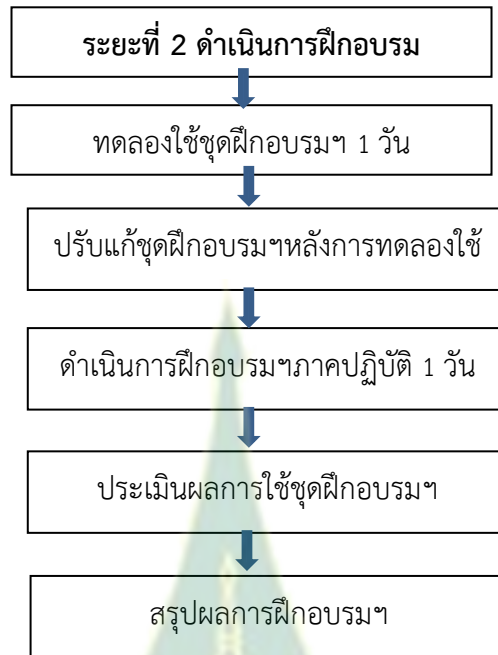 ระยะที่ 2 ดำเนินการฝึกอบรม
ทดลองใช้ชุดฝึกอบรมฯ 1 วัน
ปรับแก้ชุดฝึกอบรมฯหลังการทดลองใช้
ดำเนินการฝึกอบรมฯภาคปฏิบัติ 1 วัน
ประเมินผลการใช้ชุดฝึกอบรมฯ
สรุปผลการฝึกอบรมฯ